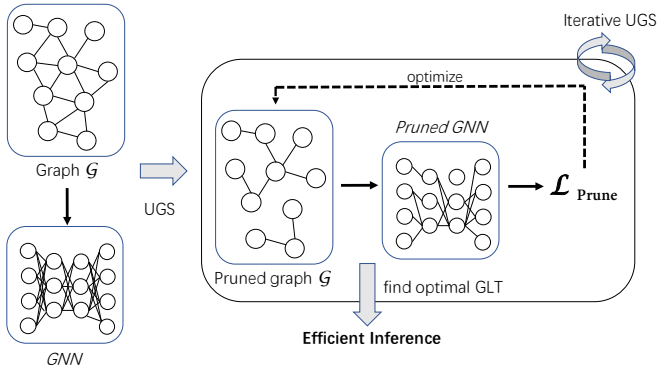 Iterative UGS
optimize
Pruned GNN
Graph 𝒢
UGS
ℒ Prune
Pruned graph 𝒢
find optimal GLT
GNN
Efficient Inference